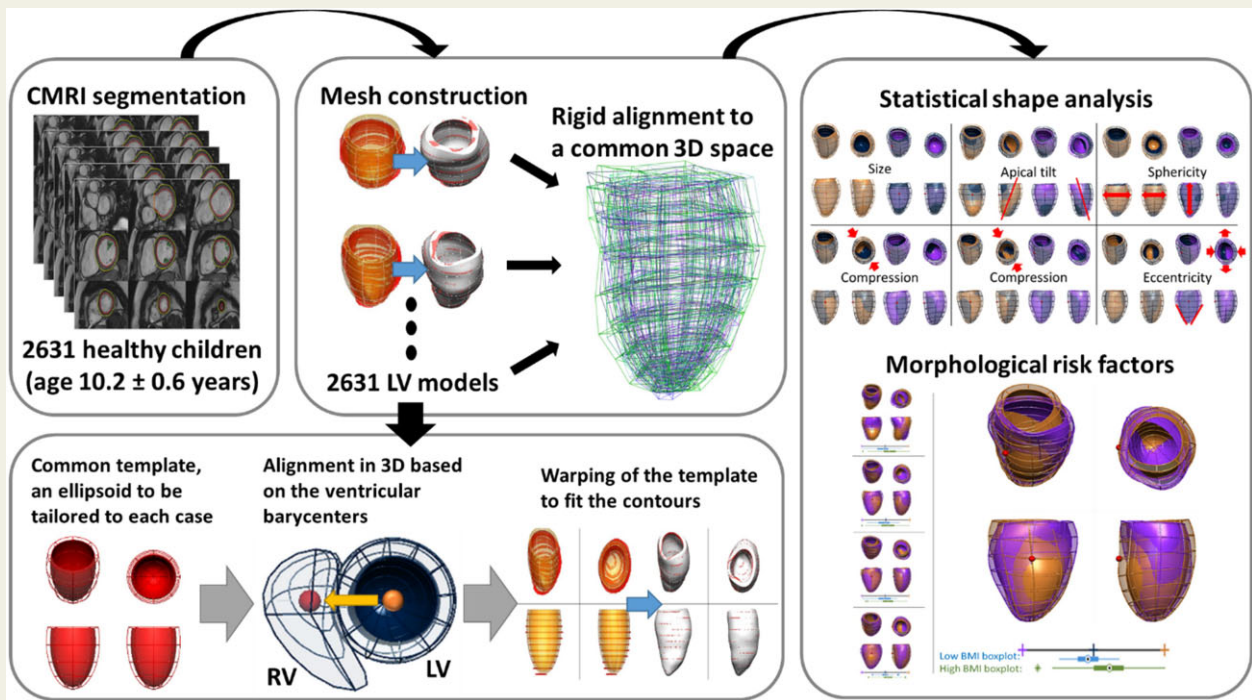 CMRI segmentation
2631 healthy children
(age 10.2 ± 0.6 years)
Mesh construction
2631 LV models
Rigid alignment to
a common 3D space
Statistical shape analysis
Size
Apical tilt
Sphericity
Compression
Compression
Eccentricity
Morphological risk factors
Low BMI boxplot:
High BMI boxplot:
Common template,
an ellipsoid to be
tailored to each case
Alignment in 3D based
on the ventricular
barycenters
RV
LV
Warping of the template
to fit the contours